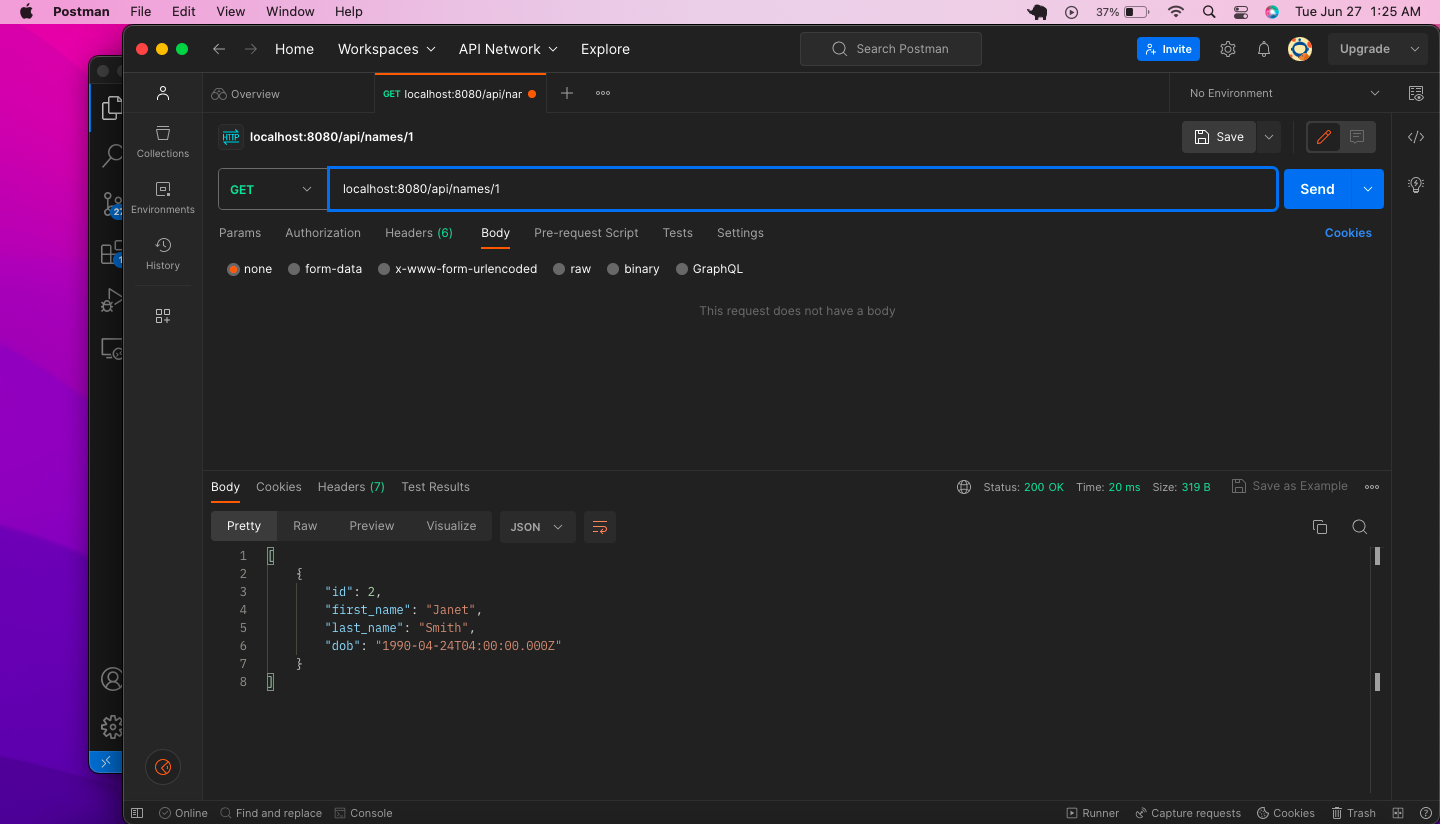 Postman File Edit View Window Help 37% Tue Jun 27 1:25 AM
Home Workspaces API Network Explore Search Postman Invite Upgrade
Overview GET localhost:8080/api/nar No Environment
HTTP localhost:8080/api/names/1 Save
Collections
GET localhost:8080/api/names/1 Send
Environments
Params Authorization Headers (6) Body Pre-request Script Tests Settings Cookies
History
none form-data x-www-form-urlencoded raw binary GraphQL
This request does not have a body
Body Cookies Headers (7) Test Results Status: 200 OK Time: 20 ms Size: 319 B Save as Example
Pretty Raw Preview Visualize JSON
1 [
2 {
3 "id": 2,
4 "first_name": "Janet",
5 "last_name": "Smith",
6 "dob": "1990-04-24T04:00:00.000Z"
7 }
8 ]
Online Find and replace Console Runner Capture requests Cookies Trash